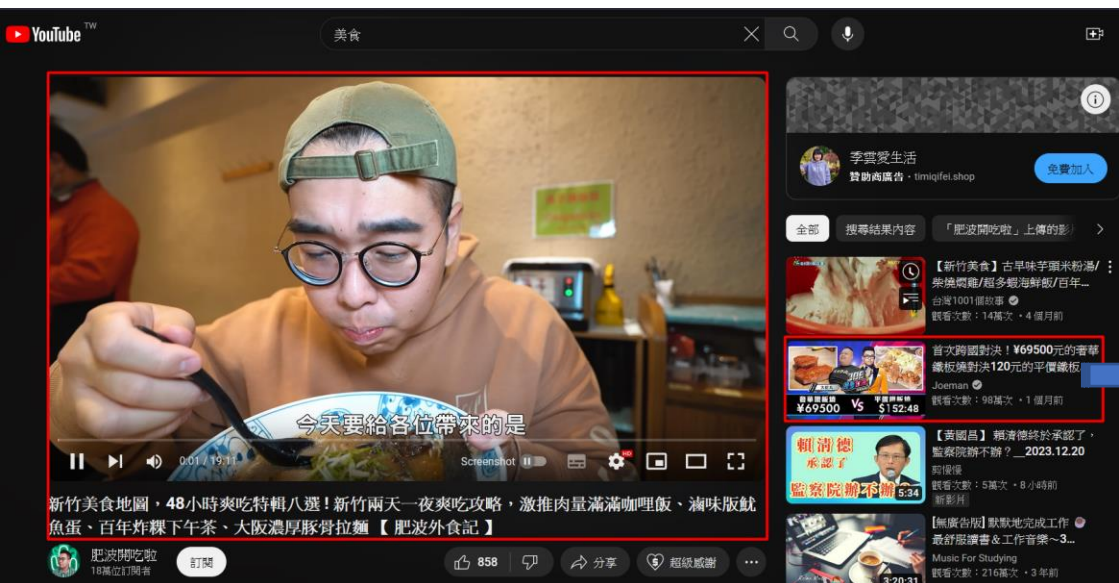 YouTube TW
美食
今天要給各位帶來的是
0:01 / 19:11
Screenshot
HD
新竹美食地圖，48小時爽吃特輯八選！新竹兩天一夜爽吃攻略，激推肉量滿滿咖哩飯、滷味版魷
魚蛋、百年炸粿下午茶、大阪濃厚豚骨拉麵【 肥波外食記 】
肥波開吃啦
18萬位訂閱者
訂閱
858
分享
超級感謝
季雲愛生活
贊助商廣告 · timiqifei.shop
免費加入
全部
搜尋結果內容
「肥波開吃啦」上傳的影
【新竹美食】古早味芋頭米粉湯/
柴燒燜雞/超多蝦海鮮飯/百年...
台灣1001個故事
觀看次數：14萬次 · 4 個月前
¥69500
VS
$1
52:48
首次跨國對決！¥69500元的奢華
鐵板燒對決120元的平價鐵板
Joeman
觀看次數：98萬次 · 1 個月前
賴清德
承認了
監察院辦不辦
5:34
【黃國昌】賴清德終於承認了，
監察院辦不辦？__2023.12.20
觀看次數：5萬次 · 8 小時前
新影片
3:20:31
[無廣告版] 默默地完成工作
最舒服讀書＆工作音樂～3...
Music For Studying
觀看次數：216萬次 · 3 年前